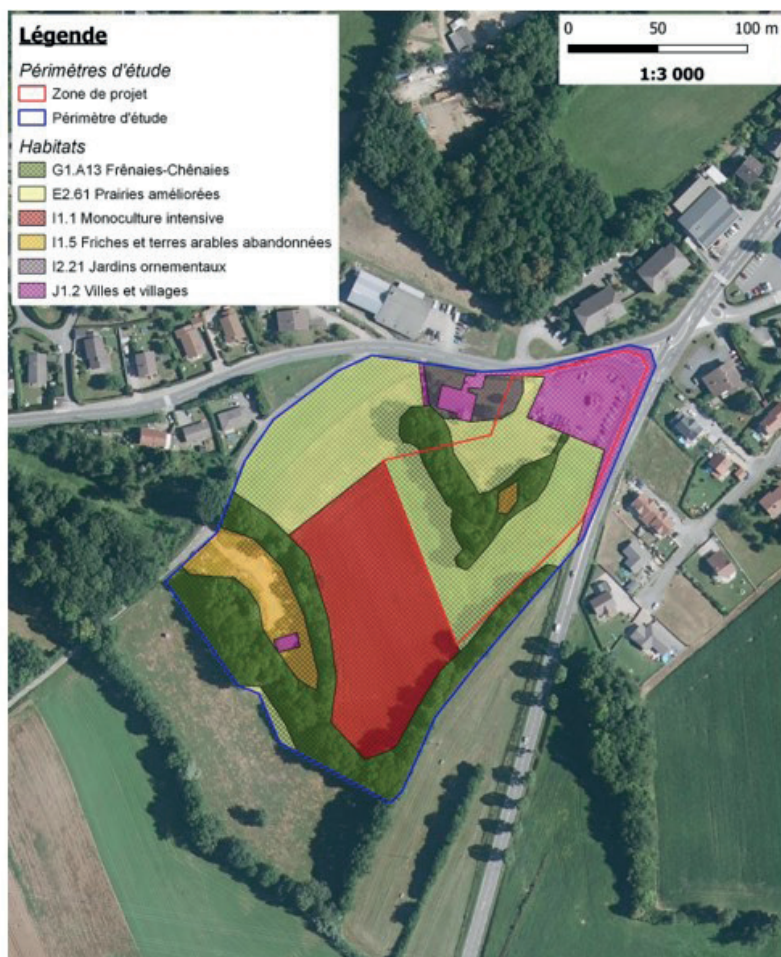 Légende
Périmètres d'étude
Zone de projet
Périmètre d'étude
Habitats
G1.A13 Frênaies-Chênaies
E2.61 Prairies améliorées
I1.1 Monoculture intensive
I1.5 Friches et terres arables abandonnées
I2.21 Jardins ornementaux
J1.2 Villes et villages
0 50 100 m
1:3 000